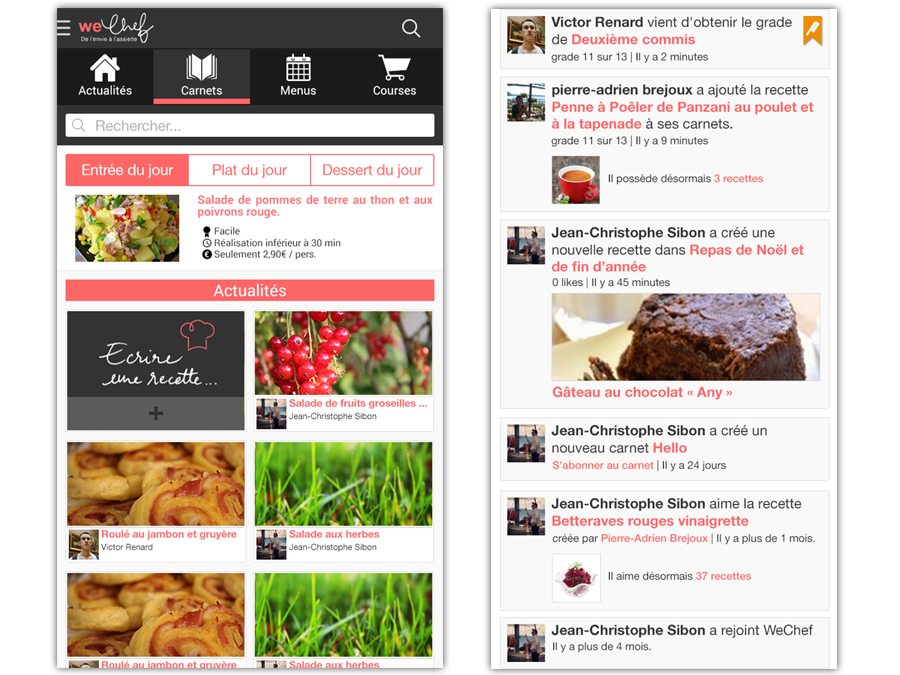 weChef
De l'envie à l'assiette
Actualités
Carnets
Menus
Courses
Rechercher...
Entrée du jour
Plat du jour
Dessert du jour
Salade de pommes de terre au thon et aux
poivrons rouge.
Facile
Réalisation inférieur à 30 min
Seulement 2,90€ / pers.
Actualités
Ecrire
une recette...
+
Salade de fruits groseilles ...
Jean-Christophe Sibon
Roulé au jambon et gruyère
Victor Renard
Salade aux herbes
Jean-Christophe Sibon
Roulé au jambon et gruyère
Salade aux herbes
Victor Renard vient d'obtenir le grade
de Deuxième commis
grade 11 sur 13 | Il y a 2 minutes
pierre-adrien brejoux a ajouté la recette
Penne à Poêler de Panzani au poulet et
à la tapenade à ses carnets.
grade 11 sur 13 | Il y a 9 minutes
Il possède désormais 3 recettes
Jean-Christophe Sibon a créé une
nouvelle recette dans Repas de Noël et
de fin d'année
0 likes | Il y a 45 minutes
Gâteau au chocolat « Any »
Jean-Christophe Sibon a créé un
nouveau carnet Hello
S'abonner au carnet | Il y a 24 jours
Jean-Christophe Sibon aime la recette
Betteraves rouges vinaigrette
créée par Pierre-Adrien Brejoux | Il y a plus de 1 mois.
Il aime désormais 37 recettes
Jean-Christophe Sibon a rejoint WeChef
Il y a plus de 4 mois.